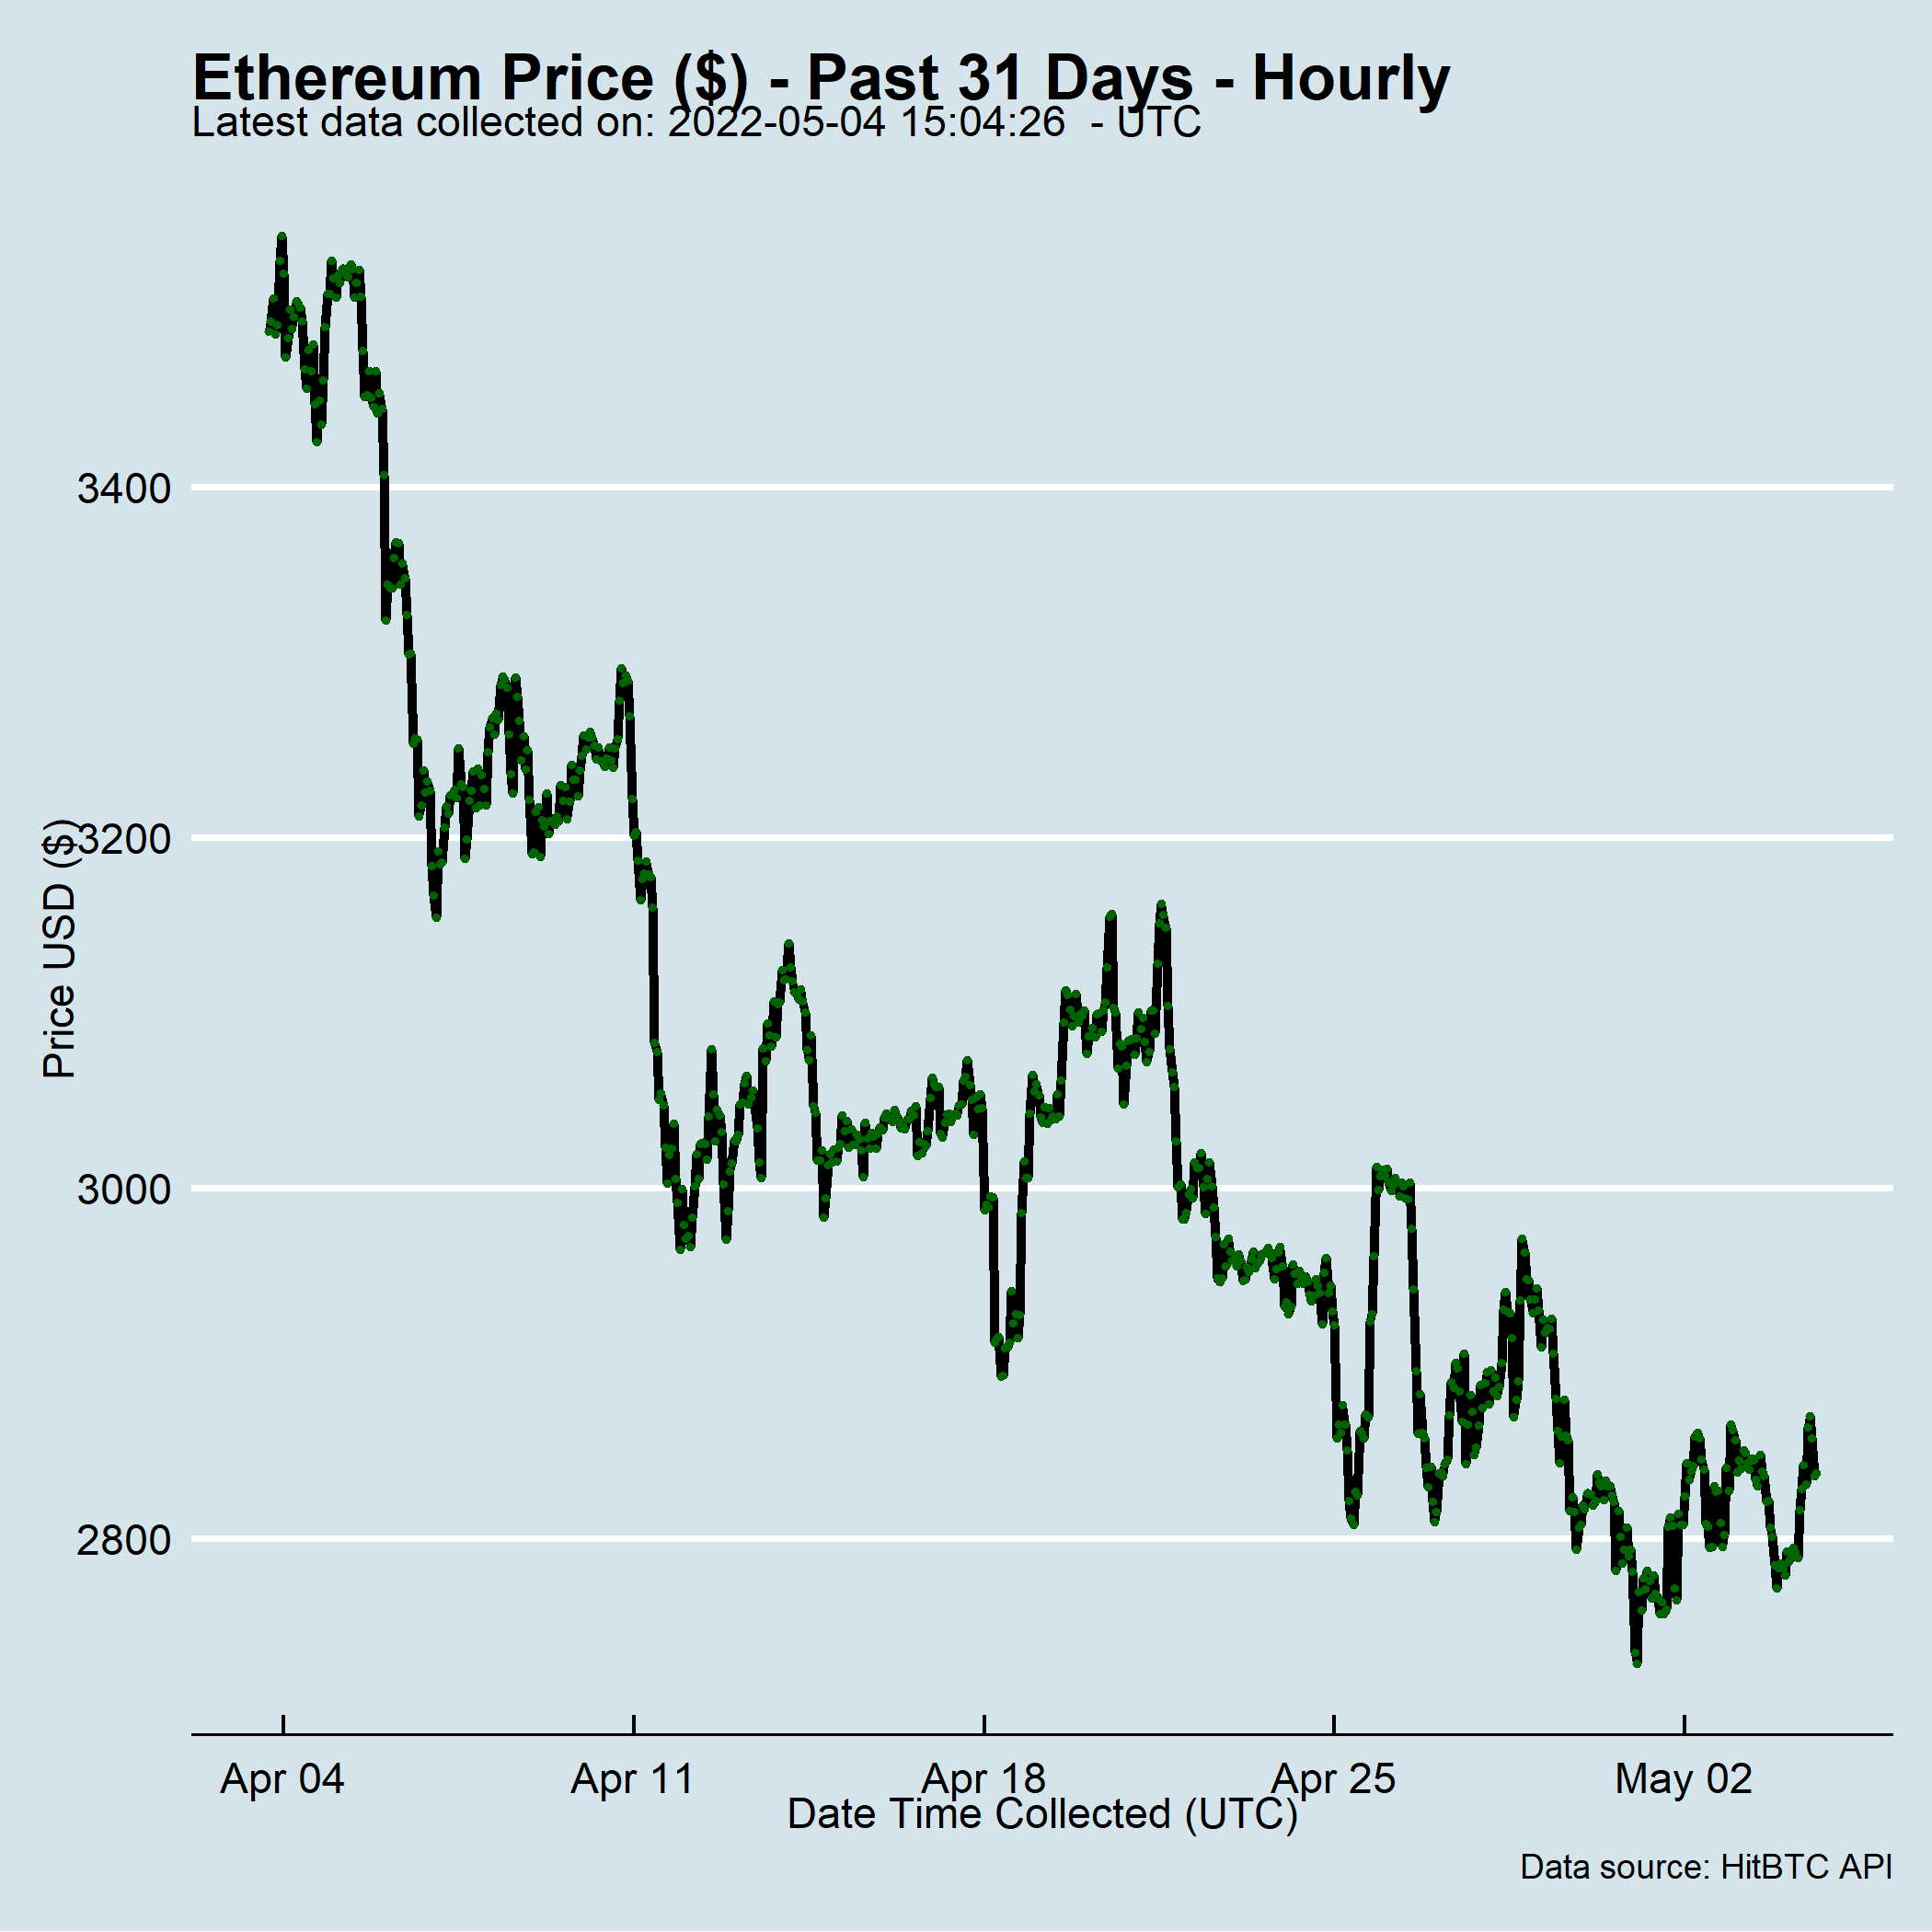 Ethereum Price ($) - Past 31 Days - Hourly
Latest data collected on: 2022-05-04 15:04:26  - UTC
Price USD ($)
3400
3200
3000
2800
Apr 04
Apr 11
Apr 18
Apr 25
May 02
Date Time Collected (UTC)
Data source: HitBTC API